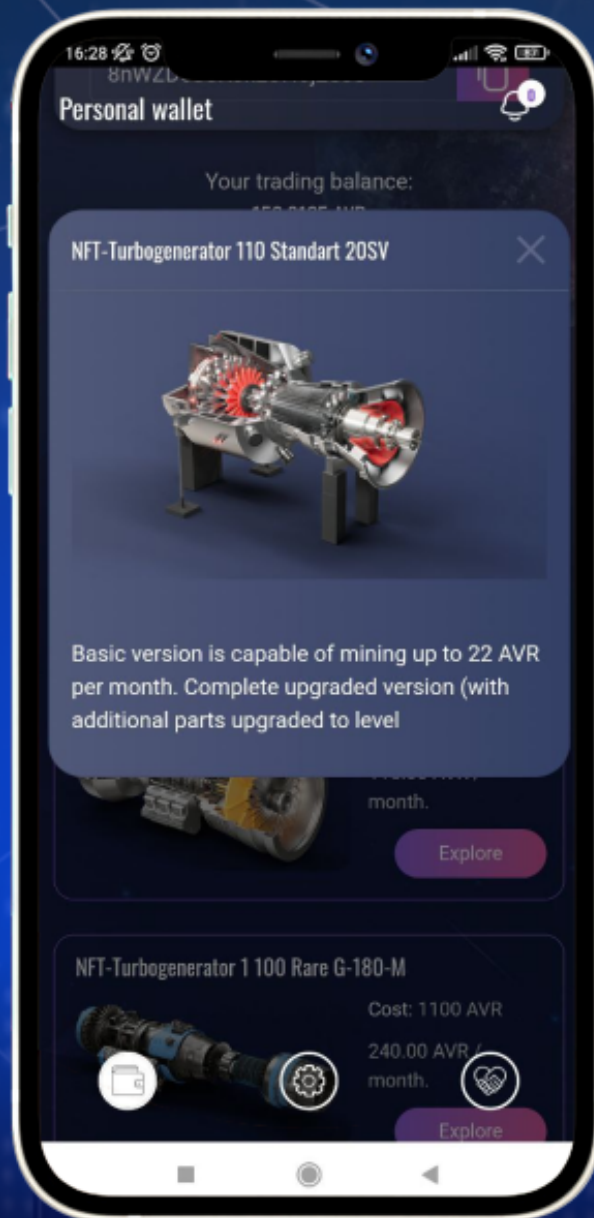 16:28
87
Personal wallet
0
Your trading balance:
NFT-Turbogenerator 110 Standart 20SV
Basic version is capable of mining up to 22 AVR
per month. Complete upgraded version (with
additional parts upgraded to level
month.
Explore
NFT-Turbogenerator 1 100 Rare G-180-M
Cost: 1100 AVR
240.00 AVR /
month.
Explore